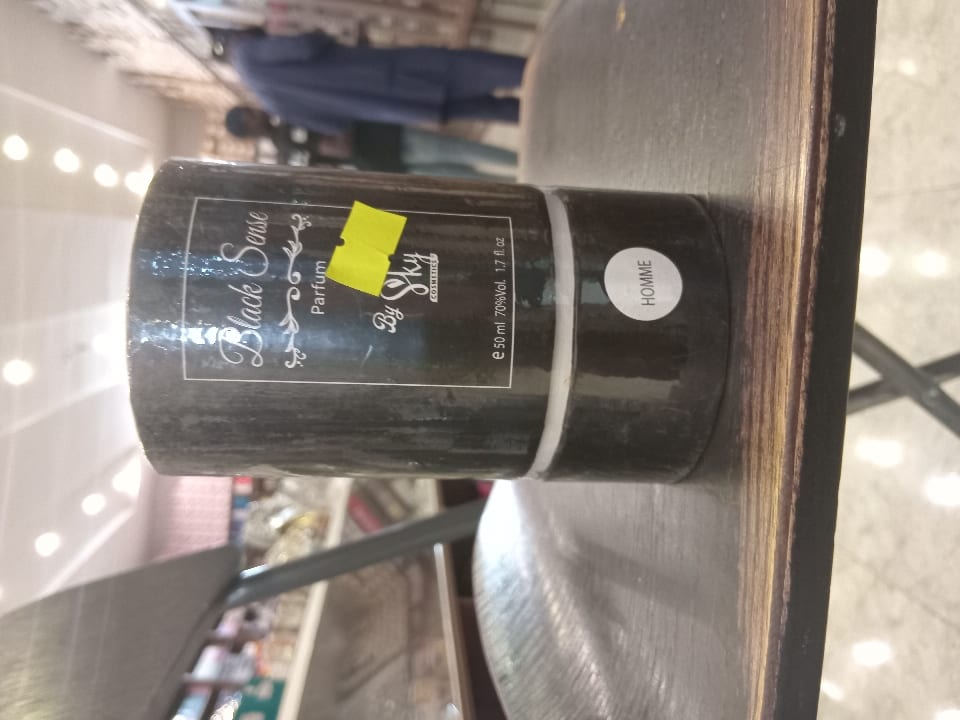 Black Sense
Parfum
By Sky
COSMETICS
e 50 ml 70%Vol. 1,7 fl.oz
HOMME